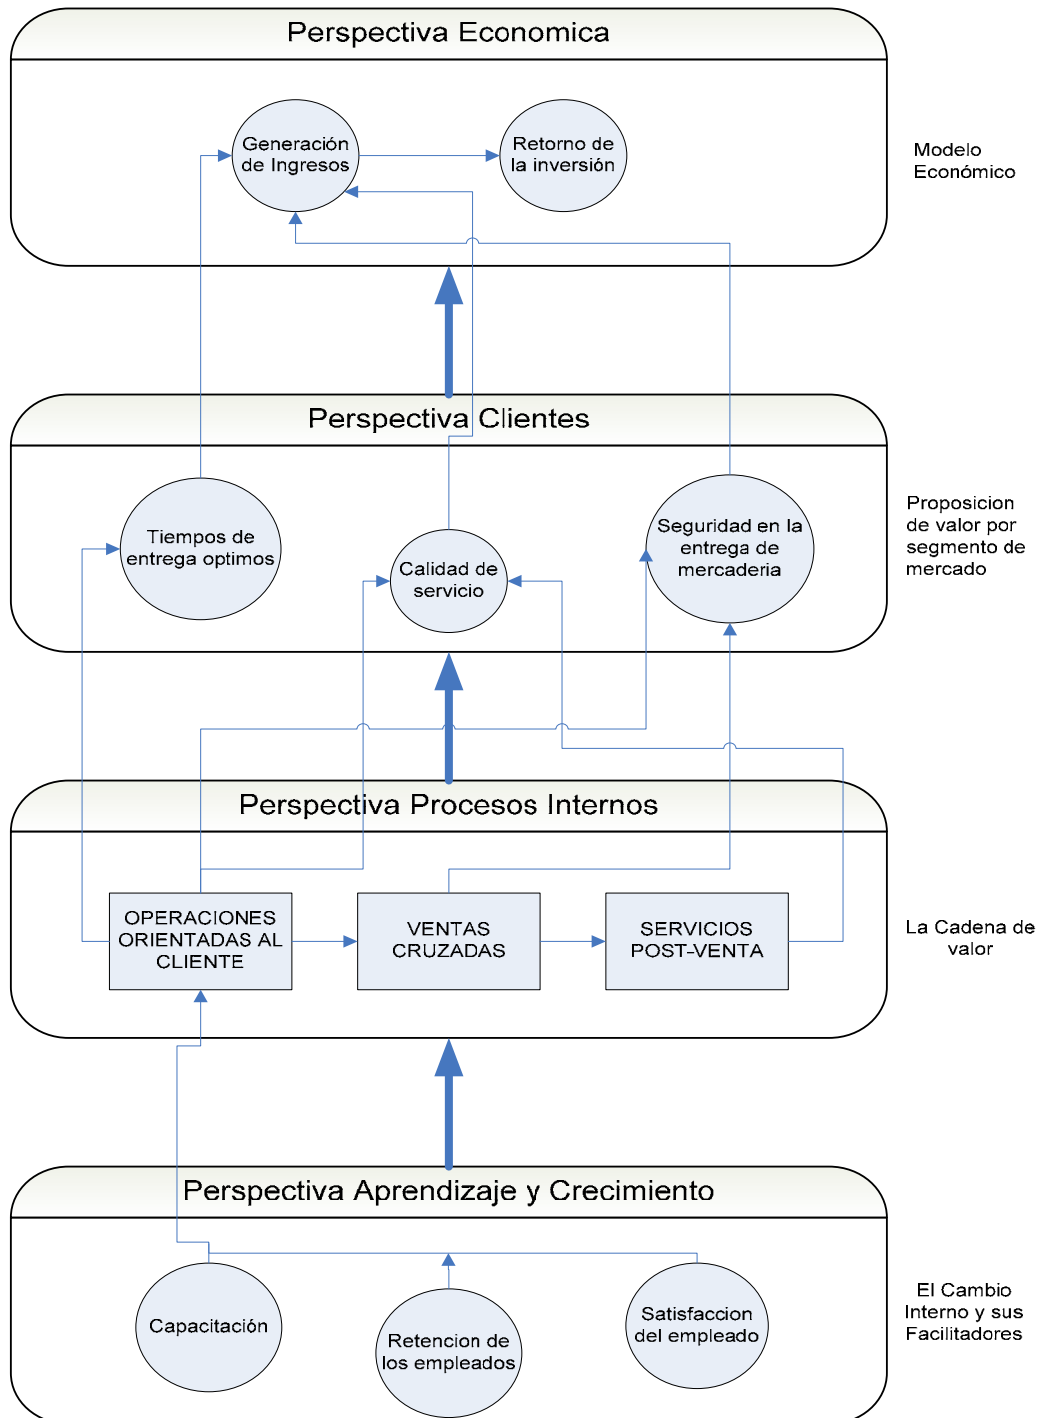 Perspectiva Economica
Generación
de Ingresos
Retorno de
la inversión
Modelo
Económico
Perspectiva Clientes
Tiempos de
entrega optimos
Calidad de
servicio
Seguridad en la
entrega de
mercaderia
Proposicion
de valor por
segmento de
mercado
Perspectiva Procesos Internos
OPERACIONES
ORIENTADAS AL
CLIENTE
VENTAS
CRUZADAS
SERVICIOS
POST-VENTA
La Cadena de
valor
Perspectiva Aprendizaje y Crecimiento
Capacitación
Retencion de
los empleados
Satisfaccion
del empleado
El Cambio
Interno y sus
Facilitadores